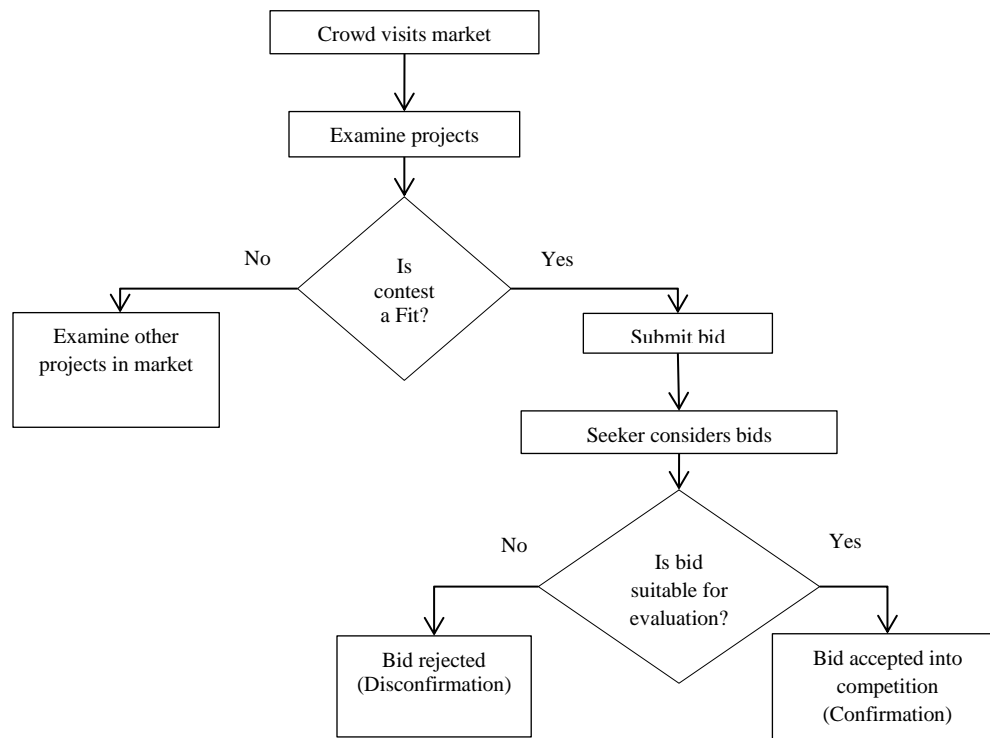 Crowd visits market
Examine projects
No
Yes
Is
contest
a Fit?
Examine other
projects in market
Submit bid
Seeker considers bids
No
Yes
Is bid
suitable for
evaluation?
Bid rejected
(Disconfirmation)
Bid accepted into
competition
(Confirmation)